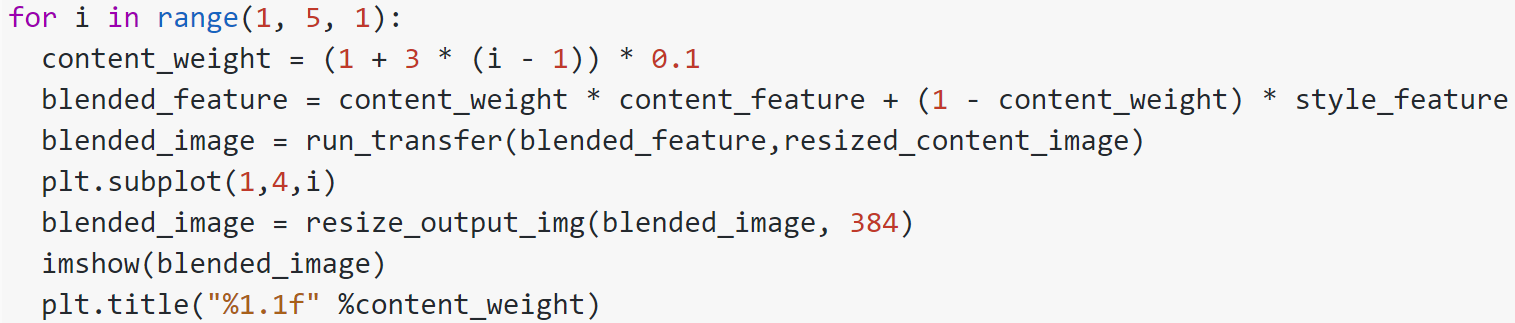 for i in range(1, 5, 1):
  content_weight = (1 + 3 * (i - 1)) * 0.1
  blended_feature = content_weight * content_feature + (1 - content_weight) * style_feature
  blended_image = run_transfer(blended_feature,resized_content_image)
  plt.subplot(1,4,i)
  blended_image = resize_output_img(blended_image, 384)
  imshow(blended_image)
  plt.title("%1.1f" %content_weight)